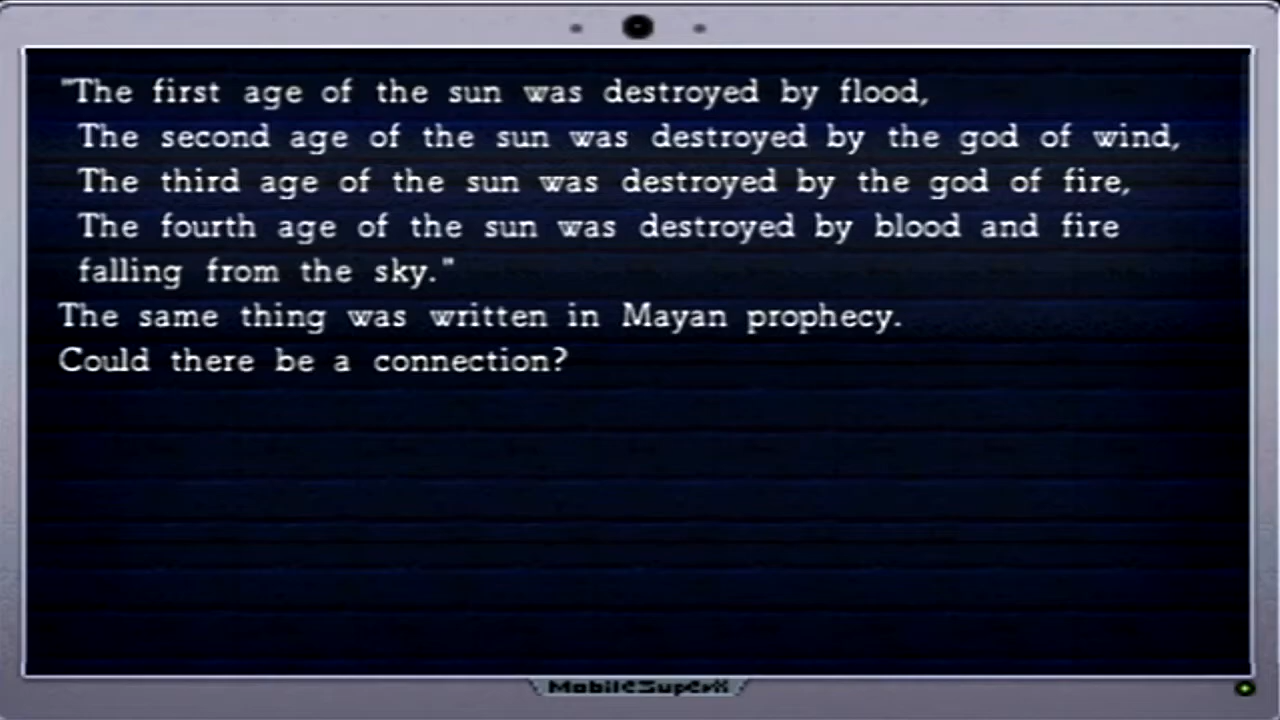 "The first age of the sun was destroyed by flood,
The second age of the sun was destroyed by the god of wind,
The third age of the sun was destroyed by the god of fire,
The fourth age of the sun was destroyed by blood and fire
falling from the sky."
The same thing was written in Mayan prophecy.
Could there be a connection?
MobileSuperX